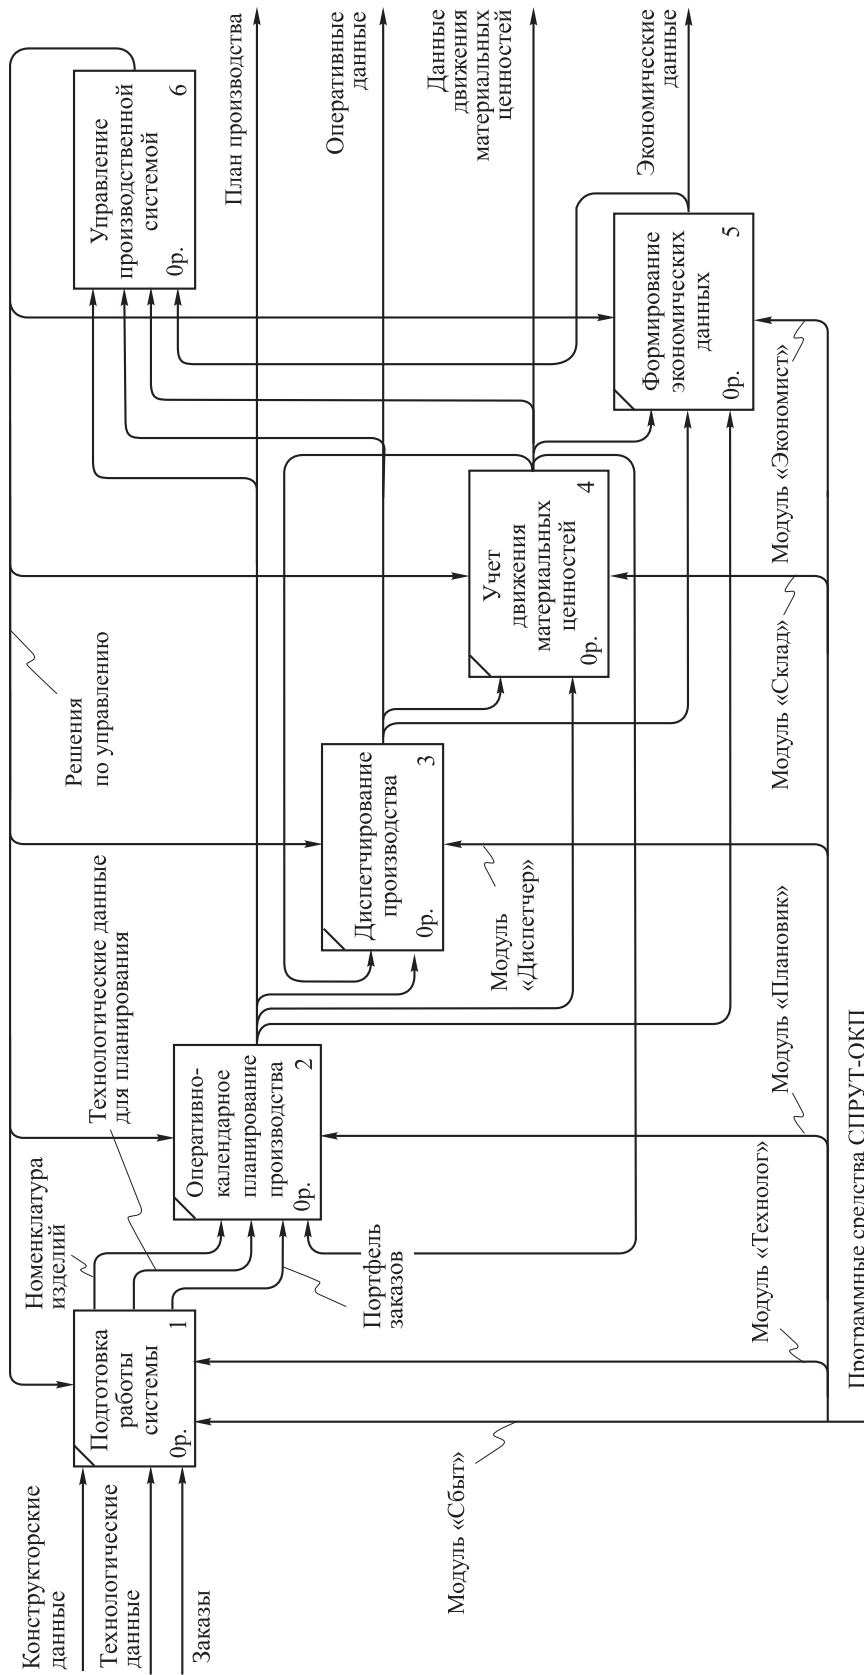 Конструкторские
данные
Технологические
данные
Заказы
Подготовка
работы
системы
0р.
1
Номенклатура
изделий
Технологические данные
для планирования
Портфель
заказов
Оперативно-
календарное
планирование
производства
0р.
2
Решения
по управлению
Диспетчирование
производства
0р.
3
Учет
движения
материальных
ценностей
0р.
4
Формирование
экономических
данных
0р.
5
Управление
производственной
системой
0р.
6
План производства
Оперативные
данные
Данные
движения
материальных
ценностей
Экономические
данные
Модуль «Сбыт»
Модуль «Технолог»
Модуль «Плановик»
Модуль
«Диспетчер»
Модуль «Склад»
Модуль «Экономист»
Программные средства СПРУТ-ОКП